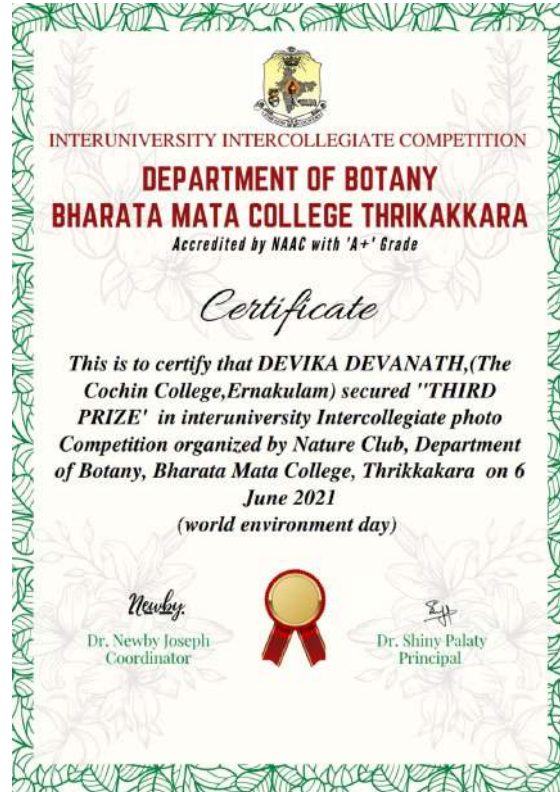 INTERUNIVERSITY INTERCOLLEGIATE COMPETITION
DEPARTMENT OF BOTANY
BHARATA MATA COLLEGE THRIKAKKARA
Accredited by NAAC with 'A+' Grade
Certificate
This is to certify that DEVIKA DEVANATH,(The
Cochin College,Ernakulam) secured "THIRD
PRIZE' in interuniversity Intercollegiate photo
Competition organized by Nature Club, Department
of Botany, Bharata Mata College, Thrikkakara on 6
June 2021
(world environment day)
Newby.
Dr. Newby Joseph
Coordinator
Dr. Shiny Palaty
Principal